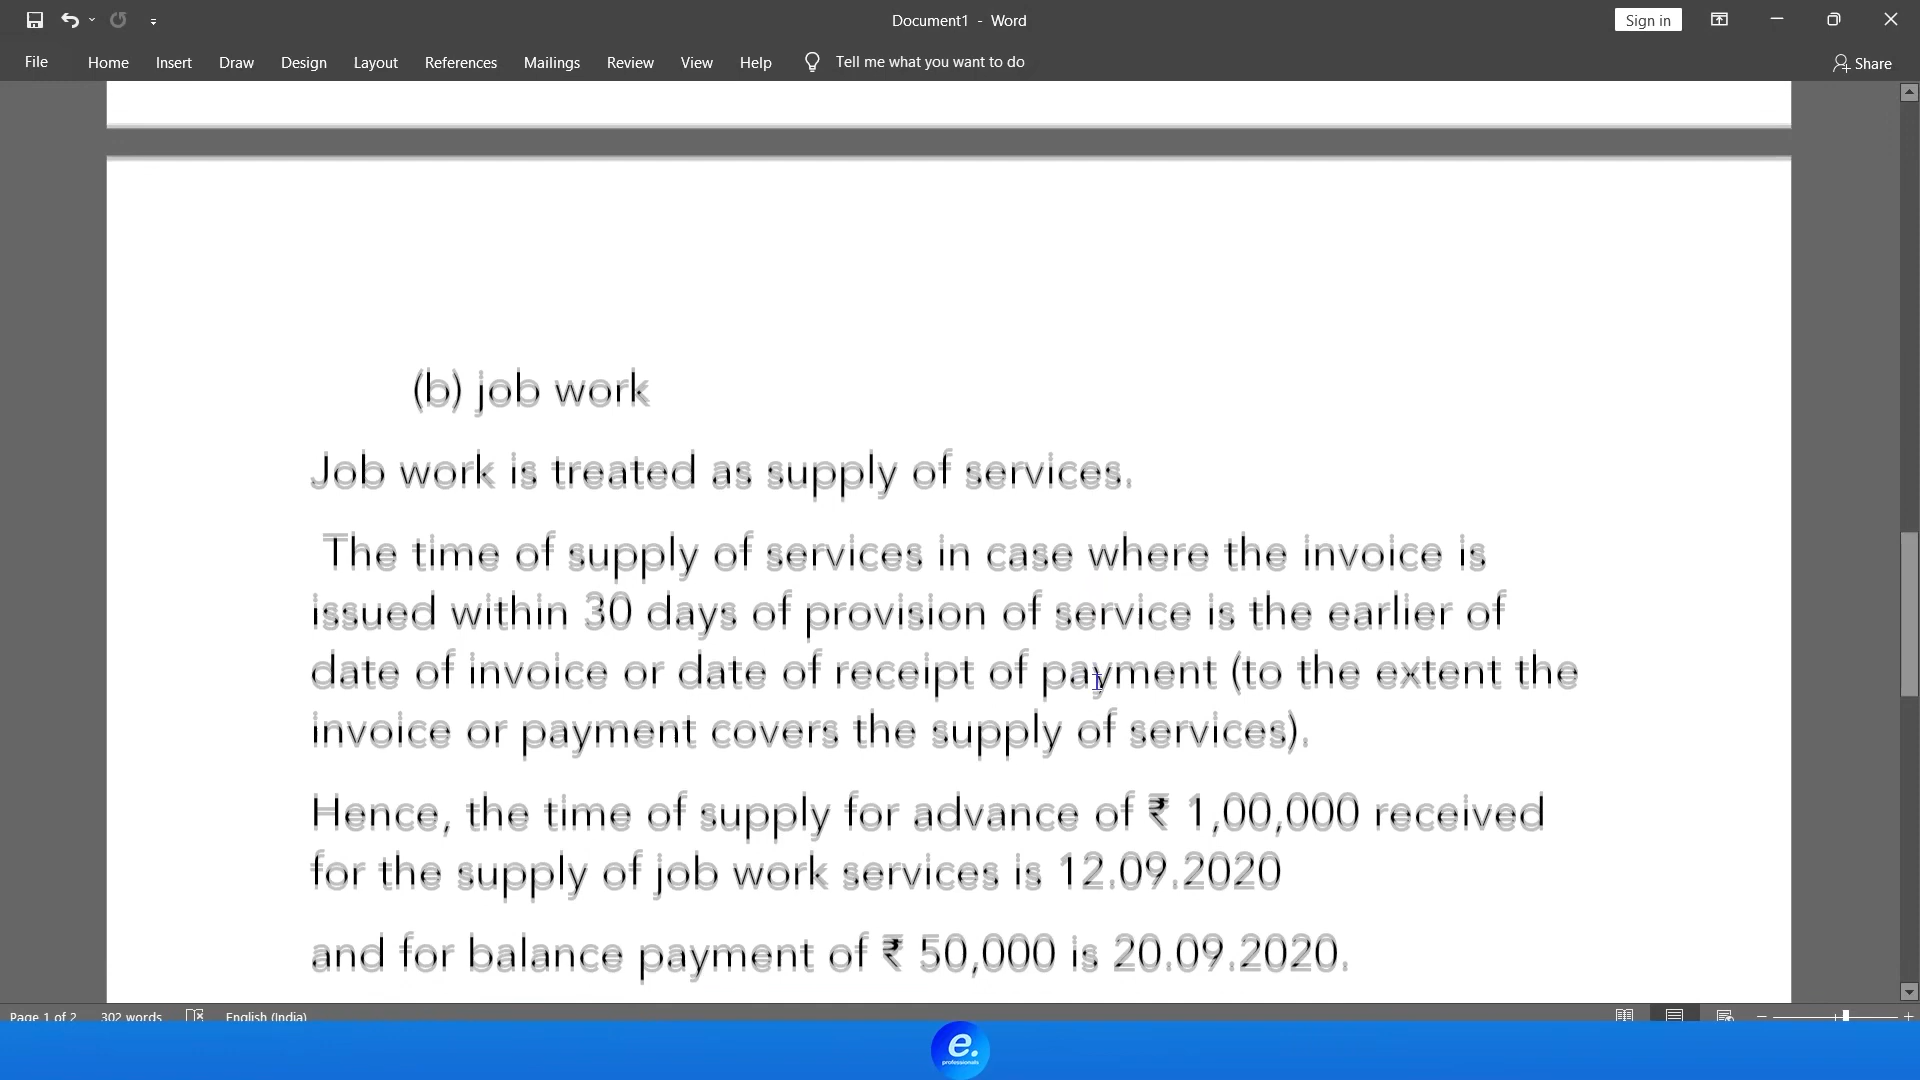 Document1 - Word
Sign in
File Home Insert Draw Design Layout References Mailings Review View Help Tell me what you want to do Share
(b) job work
Job work is treated as supply of services.
The time of supply of services in case where the invoice is
issued within 30 days of provision of service is the earlier of
date of invoice or date of receipt of payment (to the extent the
invoice or payment covers the supply of services).
Hence, the time of supply for advance of ₹ 1,00,000 received
for the supply of job work services is 12.09.2020
and for balance payment of ₹ 50,000 is 20.09.2020.
Page 1 of 2 302 words English (India)
e.
professionals